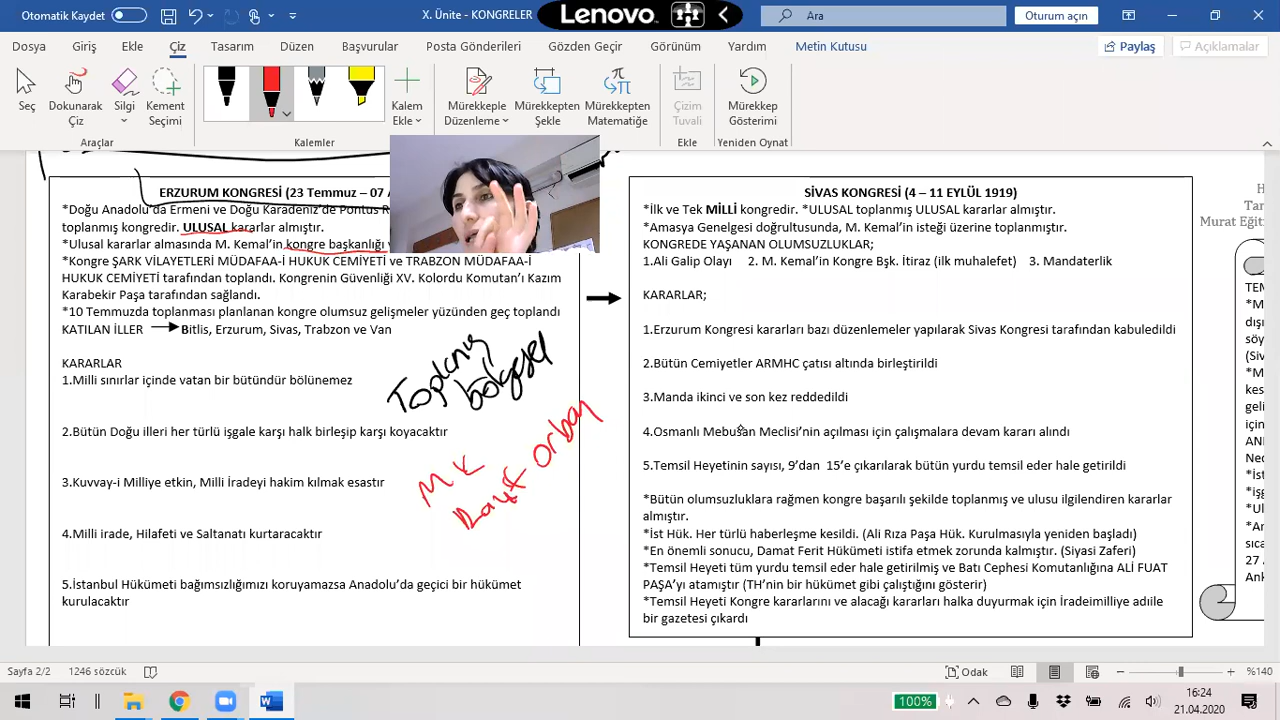 X. Ünite - KONGRELER
Lenovo
Ara
Oturum açın
Dosya Giriş Ekle Çiz Tasarım Düzen Başvurular Posta Gönderileri Gözden Geçir Görünüm Yardım Metin Kutusu
Paylaş
Açıklamalar
Seç
Dokunarak Çiz
Silgi
Kement Seçimi
Kalem Ekle
Mürekkeple Düzenleme
Mürekkepten Şekle
Mürekkepten Matematiğe
Çizim Tuvali
Mürekkep Gösterimi
Araçlar
Kalemler
Ekle
Yeniden Oynat
ERZURUM KONGRESİ (23 Temmuz – 07 A
*Doğu Anadolu'da Ermeni ve Doğu Karadeniz'de Pontus R
toplanmış kongredir. ULUSAL kararlar almıştır.
*Ulusal kararlar almasında M. Kemal'in kongre başkanlığı
*Kongre ŞARK VİLAYETLERİ MÜDAFAA-İ HUKUK CEMİYETİ ve TRABZON MÜDAFAA-İ
HUKUK CEMİYETİ tarafından toplandı. Kongrenin Güvenliği XV. Kolordu Komutan'ı Kazım
Karabekir Paşa tarafından sağlandı.
*10 Temmuzda toplanması planlanan kongre olumsuz gelişmeler yüzünden geç toplandı
KATILAN İLLER Bitlis, Erzurum, Sivas, Trabzon ve Van
KARARLAR
1.Milli sınırlar içinde vatan bir bütündür bölünemez
2.Bütün Doğu illeri her türlü işgale karşı halk birleşip karşı koyacaktır
3.Kuvvay-i Milliye etkin, Milli İradeyi hakim kılmak esastır
4.Milli irade, Hilafeti ve Saltanatı kurtaracaktır
5.İstanbul Hükümeti bağımsızlığımızı koruyamazsa Anadolu'da geçici bir hükümet
kurulacaktır
Toplanış
bölgesel
MK
Rauf Orbay
SİVAS KONGRESİ (4 – 11 EYLÜL 1919)
*İlk ve Tek MİLLİ kongredir. *ULUSAL toplanmış ULUSAL kararlar almıştır.
*Amasya Genelgesi doğrultusunda, M. Kemal'in isteği üzerine toplanmıştır.
KONGREDE YAŞANAN OLUMSUZLUKLAR;
1.Ali Galip Olayı 2. M. Kemal'in Kongre Bşk. İtiraz (ilk muhalefet) 3. Mandaterlik
KARARLAR;
1.Erzurum Kongresi kararları bazı düzenlemeler yapılarak Sivas Kongresi tarafından kabuledildi
2.Bütün Cemiyetler ARMHC çatısı altında birleştirildi
3.Manda ikinci ve son kez reddedildi
4.Osmanlı Mebusan Meclisi'nin açılması için çalışmalara devam kararı alındı
5.Temsil Heyetinin sayısı, 9'dan 15'e çıkarılarak bütün yurdu temsil eder hale getirildi
*Bütün olumsuzluklara rağmen kongre başarılı şekilde toplanmış ve ulusu ilgilendiren kararlar
almıştır.
*İst Hük. Her türlü haberleşme kesildi. (Ali Rıza Paşa Hük. Kurulmasıyla yeniden başladı)
*En önemli sonucu, Damat Ferit Hükümeti istifa etmek zorunda kalmıştır. (Siyasi Zaferi)
*Temsil Heyeti tüm yurdu temsil eder hale getirilmiş ve Batı Cephesi Komutanlığına ALİ FUAT
PAŞA'yı atamıştır (TH'nin bir hükümet gibi çalıştığını gösterir)
*Temsil Heyeti Kongre kararlarını ve alacağı kararları halka duyurmak için İradeimilliye adıile
bir gazetesi çıkardı
Murat Eğiti
Sayfa 2/2 1246 sözcük
Odak
%140
100%
16:24
21.04.2020